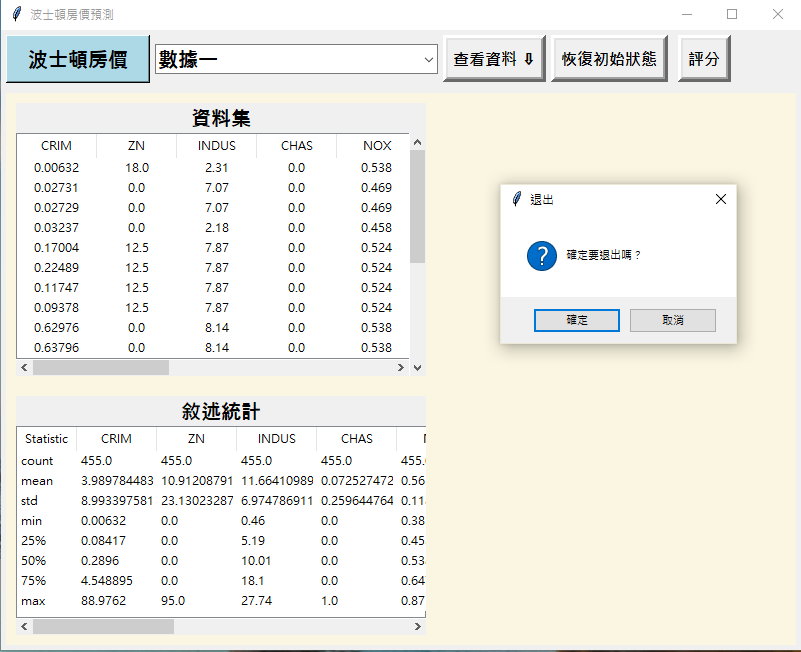 波士頓房價預測
波士頓房價 數據一 查看資料 ⇩ 恢復初始狀態 評分
資料集
CRIM ZN INDUS CHAS NOX
0.00632 18.0 2.31 0.0 0.538
0.02731 0.0 7.07 0.0 0.469
0.02729 0.0 7.07 0.0 0.469
0.03237 0.0 2.18 0.0 0.458
0.17004 12.5 7.87 0.0 0.524
0.22489 12.5 7.87 0.0 0.524
0.11747 12.5 7.87 0.0 0.524
0.09378 12.5 7.87 0.0 0.524
0.62976 0.0 8.14 0.0 0.538
0.63796 0.0 8.14 0.0 0.538
敘述統計
Statistic CRIM ZN INDUS CHAS
count 455.0 455.0 455.0 455.0 455.
mean 3.989784483 10.91208791 11.66410989 0.072527472 0.56
std 8.993397581 23.13023287 6.974786911 0.259644764 0.11
min 0.00632 0.0 0.46 0.0 0.38
25% 0.08417 0.0 5.19 0.0 0.45
50% 0.2896 0.0 10.01 0.0 0.53
75% 4.548895 0.0 18.1 0.0 0.64
max 88.9762 95.0 27.74 1.0 0.87
退出
確定要退出嗎？
確定 取消